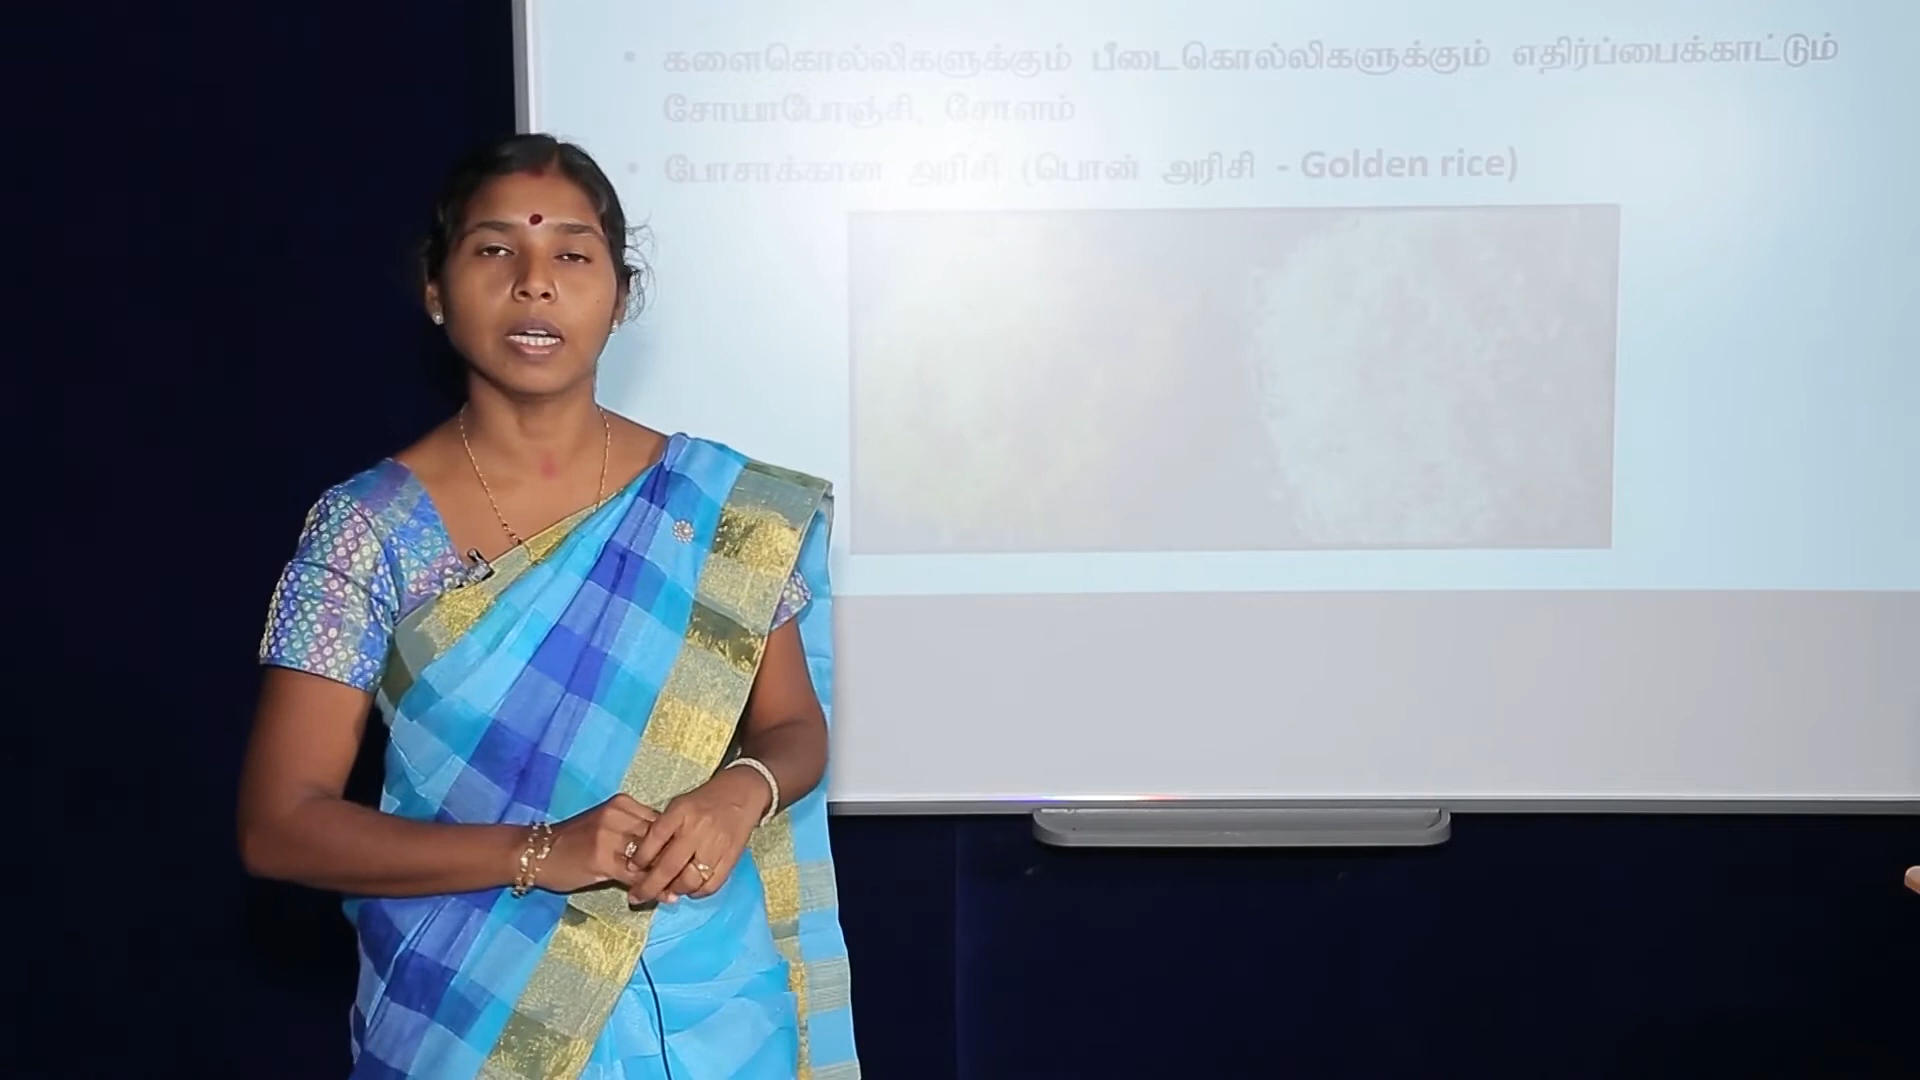 • களைகொல்லிகளுக்கும் பீடைகொல்லிகளுக்கும் எதிர்ப்பைக்காட்டும்
சோயாபோஞ்சி, சோளம்
• போசாக்கான அரிசி (பொன் அரிசி - Golden rice)